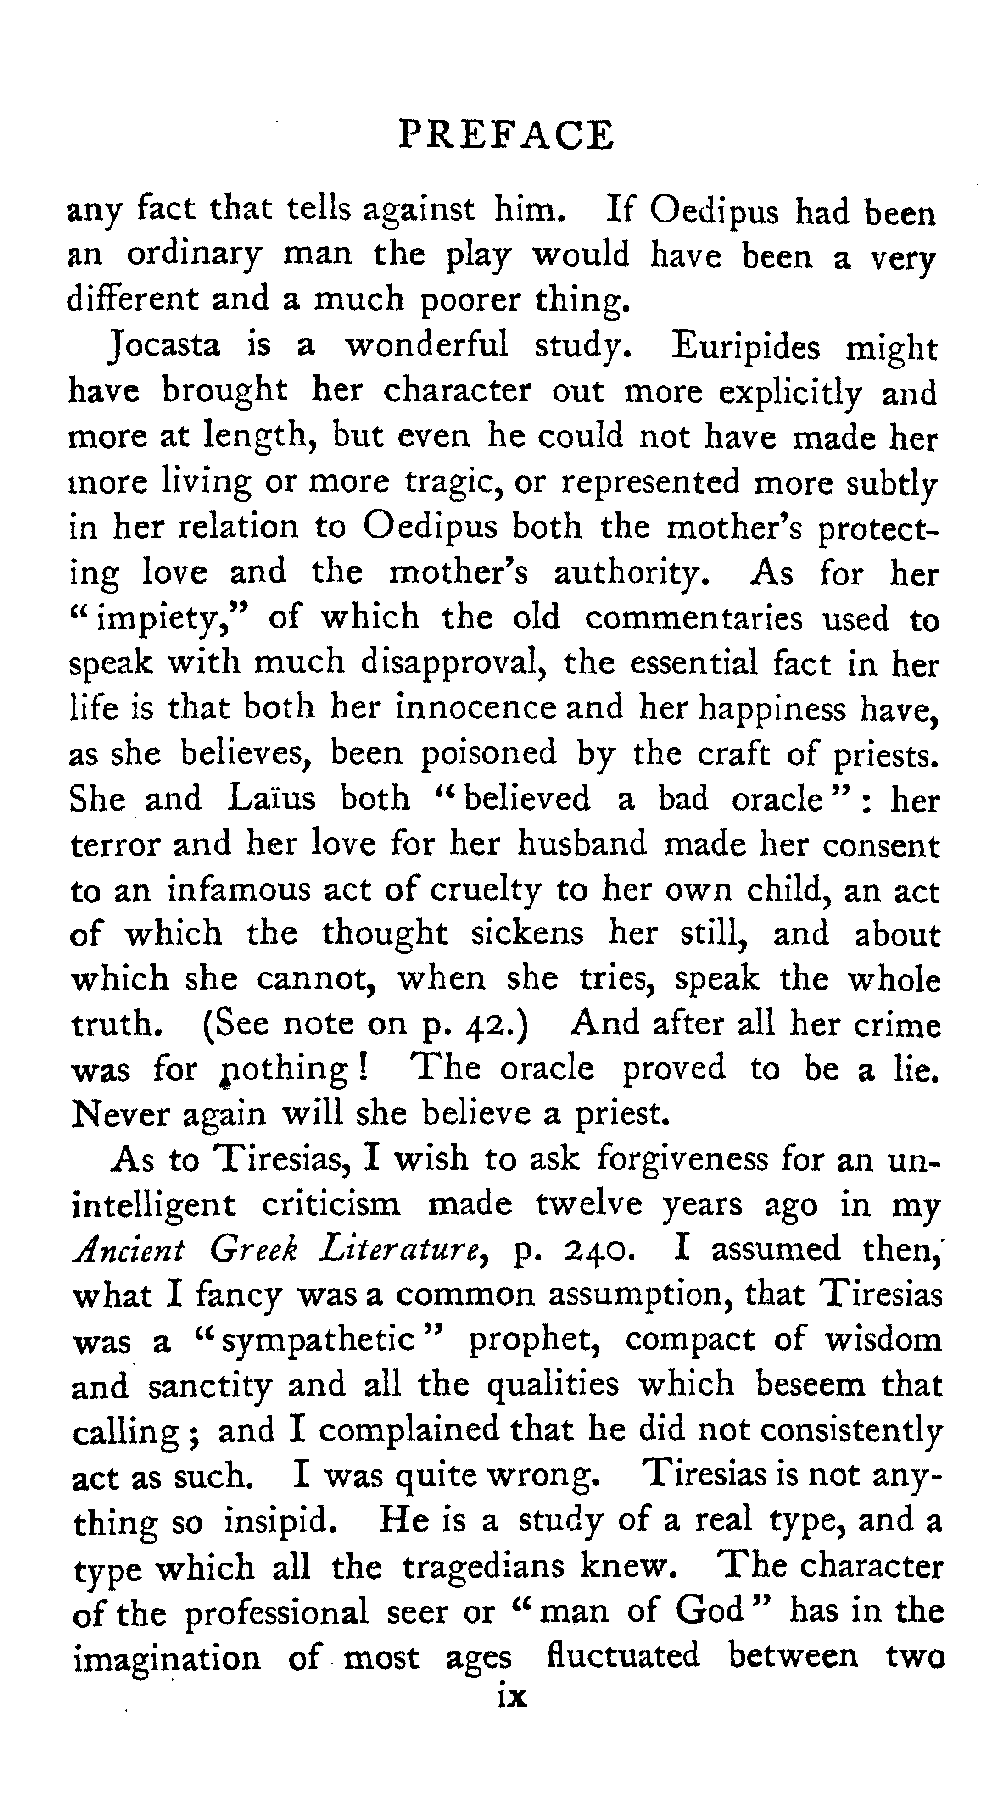 PREFACE
any fact that tells against him. If Oedipus had been
an ordinary man the play would have been a very
different and a much poorer thing.
Jocasta is a wonderful study. Euripides might
have brought her character out more explicitly and
more at length, but even he could not have made her
more living or more tragic, or represented more subtly
in her relation to Oedipus both the mother's protect-
ing love and the mother's authority. As for her
“impiety,” of which the old commentaries used to
speak with much disapproval, the essential fact in her
life is that both her innocence and her happiness have,
as she believes, been poisoned by the craft of priests.
She and Laïus both “believed a bad oracle”: her
terror and her love for her husband made her consent
to an infamous act of cruelty to her own child, an act
of which the thought sickens her still, and about
which she cannot, when she tries, speak the whole
truth. (See note on p. 42.) And after all her crime
was for nothing! The oracle proved to be a lie.
Never again will she believe a priest.
As to Tiresias, I wish to ask forgiveness for an un-
intelligent criticism made twelve years ago in my
Ancient Greek Literature, p. 240. I assumed then,
what I fancy was a common assumption, that Tiresias
was a “sympathetic” prophet, compact of wisdom
and sanctity and all the qualities which beseem that
calling; and I complained that he did not consistently
act as such. I was quite wrong. Tiresias is not any-
thing so insipid. He is a study of a real type, and a
type which all the tragedians knew. The character
of the professional seer or “man of God” has in the
imagination of most ages fluctuated between two
ix